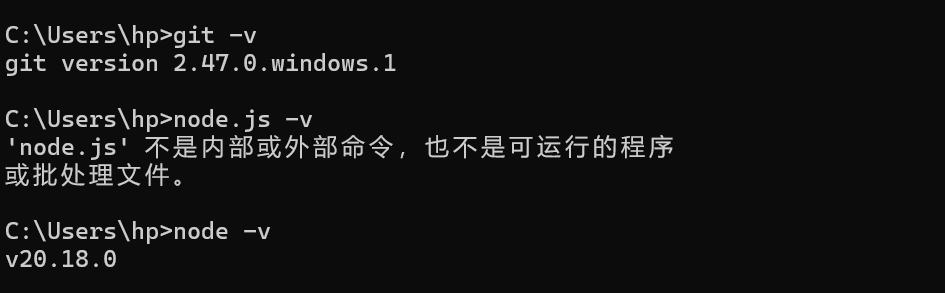 C:\Users\hp>git -v
git version 2.47.0.windows.1
C:\Users\hp>node.js -v
'node.js' 不是内部或外部命令，也不是可运行的程序
或批处理文件。
C:\Users\hp>node -v
v20.18.0